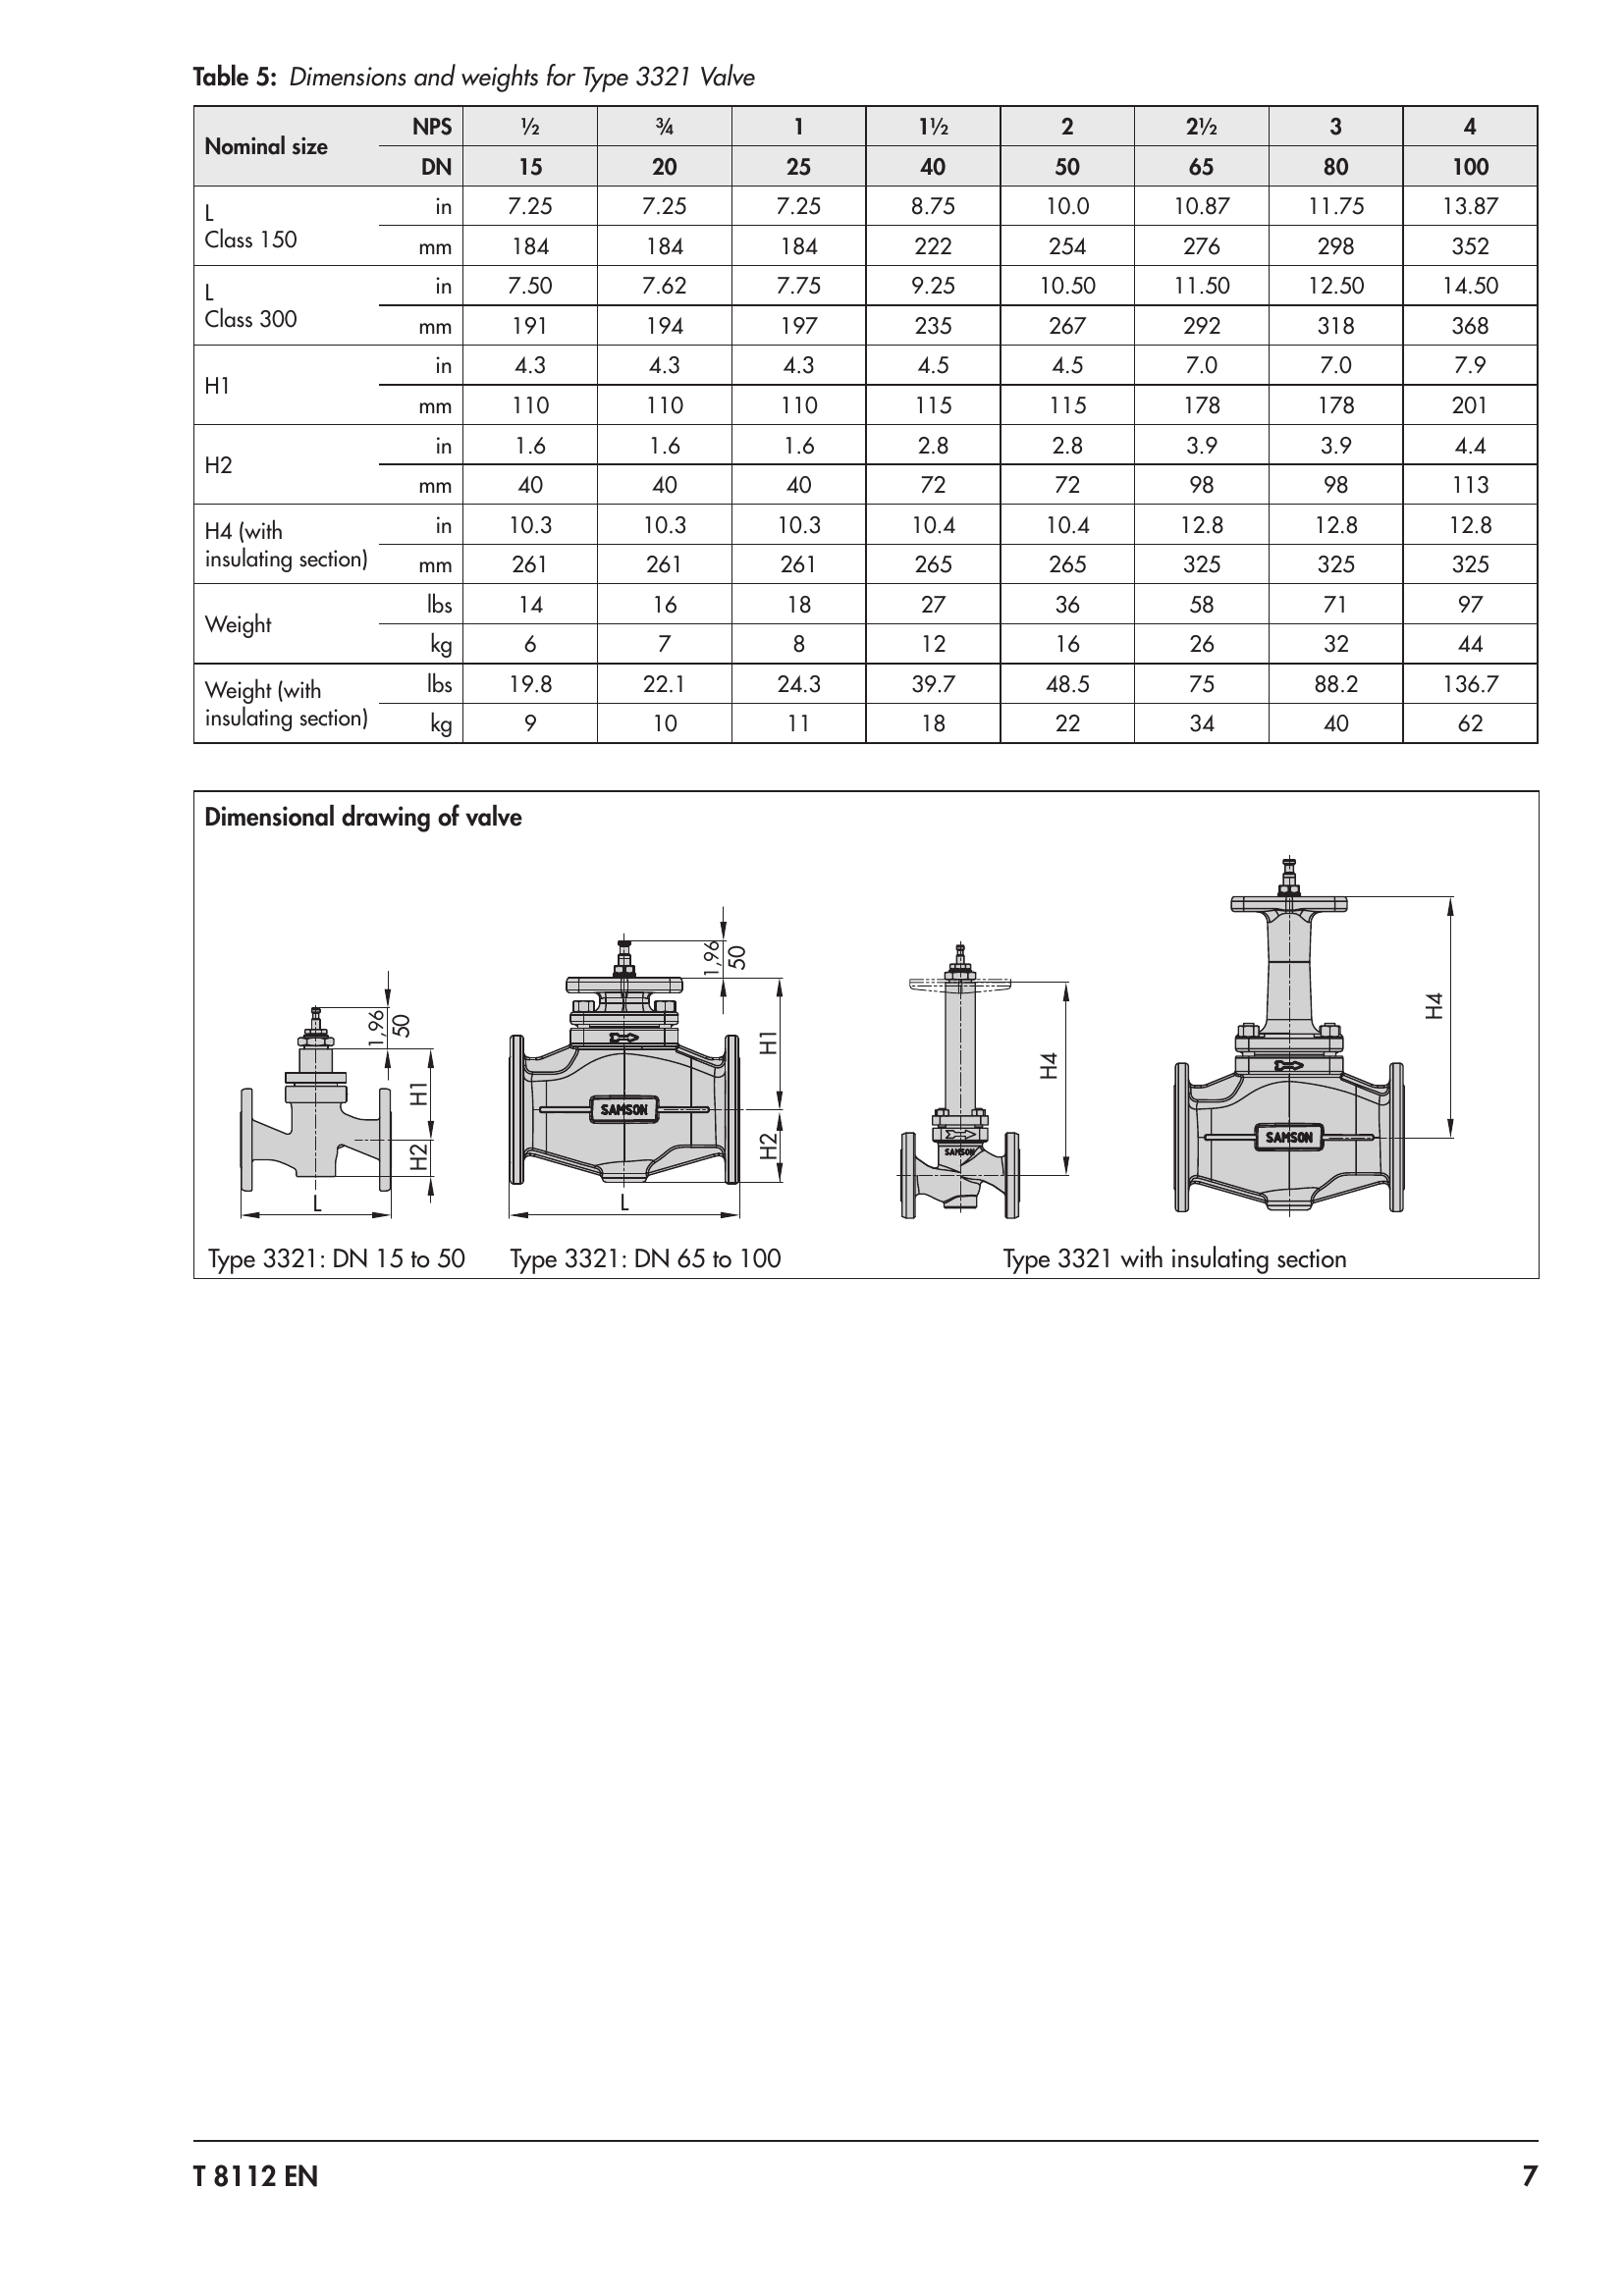 Table 5: Dimensions and weights for Type 3321 Valve
Nominal size NPS ½ ¾ 1 1½ 2 2½ 3 4
DN 15 20 25 40 50 65 80 100
L Class 150 in 7.25 7.25 7.25 8.75 10.0 10.87 11.75 13.87
mm 184 184 184 222 254 276 298 352
L Class 300 in 7.50 7.62 7.75 9.25 10.50 11.50 12.50 14.50
mm 191 194 197 235 267 292 318 368
H1 in 4.3 4.3 4.3 4.5 4.5 7.0 7.0 7.9
mm 110 110 110 115 115 178 178 201
H2 in 1.6 1.6 1.6 2.8 2.8 3.9 3.9 4.4
mm 40 40 40 72 72 98 98 113
H4 (with insulating section) in 10.3 10.3 10.3 10.4 10.4 12.8 12.8 12.8
mm 261 261 261 265 265 325 325 325
Weight lbs 14 16 18 27 36 58 71 97
kg 6 7 8 12 16 26 32 44
Weight (with insulating section) lbs 19.8 22.1 24.3 39.7 48.5 75 88.2 136.7
kg 9 10 11 18 22 34 40 62
Dimensional drawing of valve
1,96
50
H1
H2
L
1,96
50
H1
H2
SAMSON
L
H4
SAMSON
H4
SAMSON
Type 3321: DN 15 to 50
Type 3321: DN 65 to 100
Type 3321 with insulating section
T 8112 EN
7